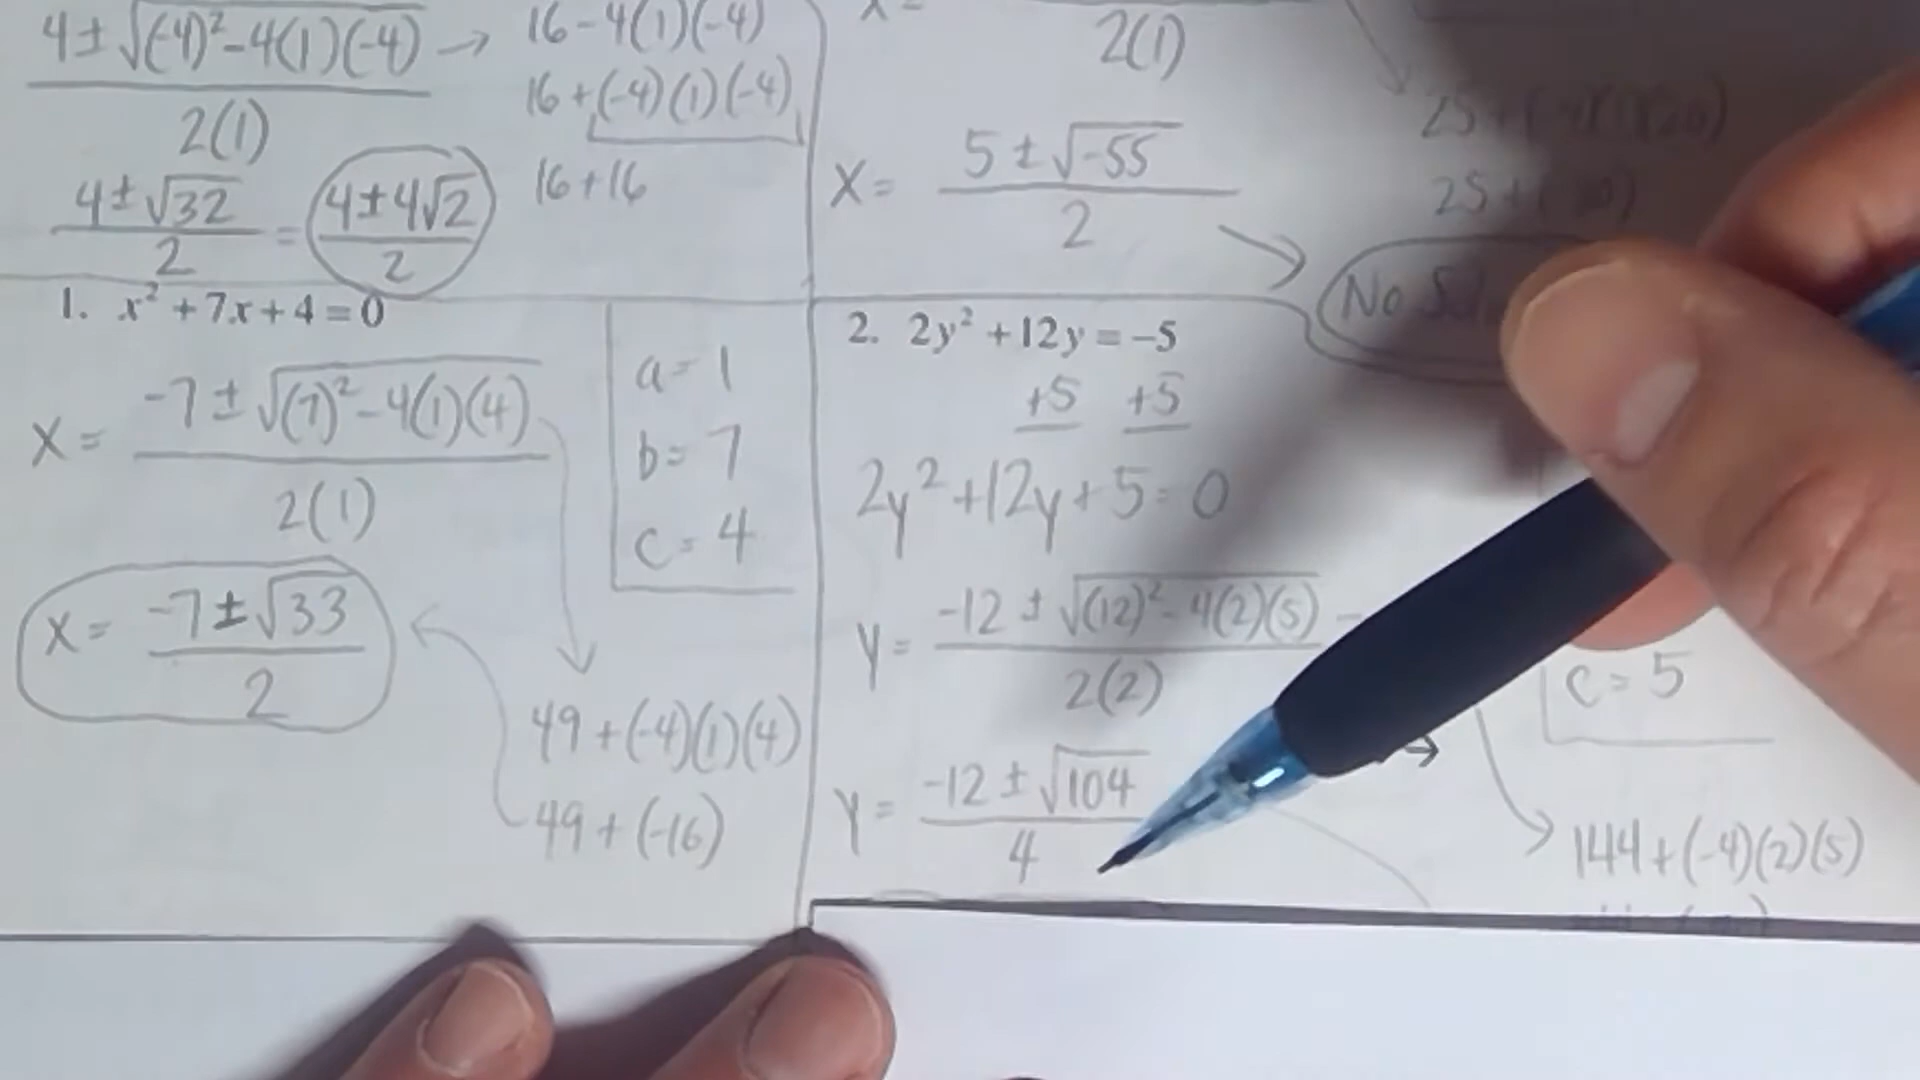 4 ± √(-4)² - 4(1)(-4) →
2(1)
16 - 4(1)(-4)
16 + (-4)(1)(-4)
16 + 16
4 ± √32 / 2 = 4 ± 4√2 / 2
X =
2(1)
X = 5 ± √-55 / 2
25 + (
No
1. x² + 7x + 4 = 0
X = -7 ± √(7)² - 4(1)(4) / 2(1)
a = 1
b = 7
c = 4
X = -7 ± √33 / 2
49 + (-4)(1)(4)
49 + (-16)
2. 2y² + 12y = -5
+5 +5
2y² + 12y + 5 = 0
Y = -12 ± √(12)² - 4(2)(5) / 2(2)
c = 5
Y = -12 ± √104 / 4
→
144 + (-4)(2)(5)